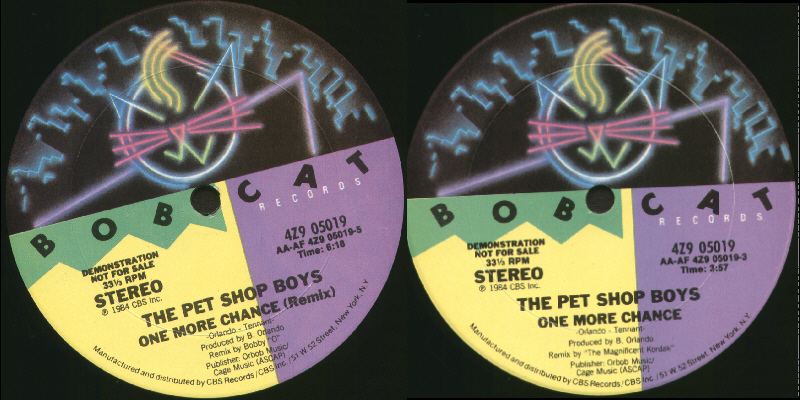 BOBCAT
RECORDS
4Z9 05019
AA-AF 4Z9 05019-5
Time: 6:18
DEMONSTRATION
NOT FOR SALE
33⅓ RPM
STEREO
℗ 1984 CBS Inc.
THE PET SHOP BOYS
ONE MORE CHANCE (Remix)
-Orlando - Tennant-
Produced by B. Orlando
Remix by Bobby "O"
Publisher: Orbob Music/
Cage Music (ASCAP)
Manufactured and distributed by CBS Records / CBS Inc. / 51 W. 52 Street, New York, N.Y.
BOBCAT
RECORDS
4Z9 05019
AA-AF 4Z9 05019-3
Time: 3:57
DEMONSTRATION
NOT FOR SALE
33⅓ RPM
STEREO
℗ 1984 CBS Inc.
THE PET SHOP BOYS
ONE MORE CHANCE
-Orlando - Tennant-
Produced by B. Orlando
Remix by "The Magnificent Kordak"
Publisher: Orbob Music/
Cage Music (ASCAP)
Manufactured and distributed by CBS Records / CBS Inc. / 51 W. 52 Street, New York, N.Y.